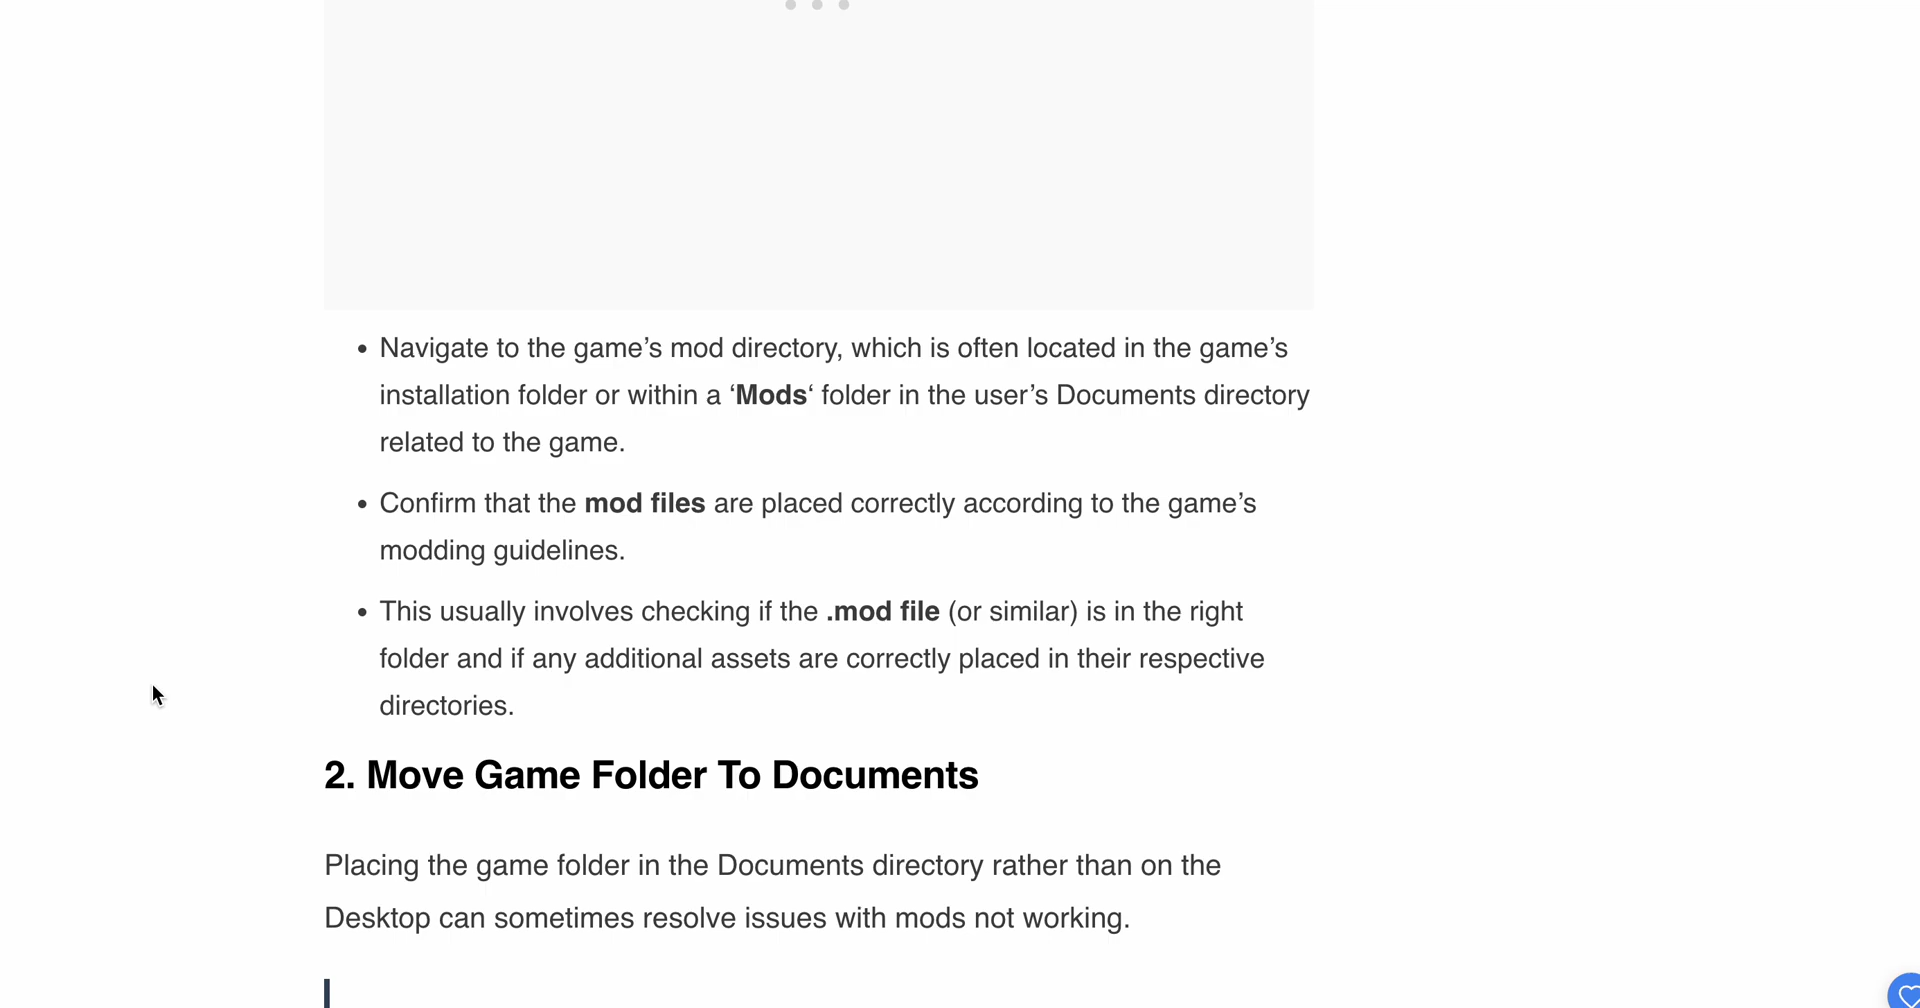 Navigate to the game’s mod directory, which is often located in the game’s
installation folder or within a ‘Mods‘ folder in the user’s Documents directory
related to the game.
Confirm that the mod files are placed correctly according to the game’s
modding guidelines.
This usually involves checking if the .mod file (or similar) is in the right
folder and if any additional assets are correctly placed in their respective
directories.
2. Move Game Folder To Documents
Placing the game folder in the Documents directory rather than on the
Desktop can sometimes resolve issues with mods not working.